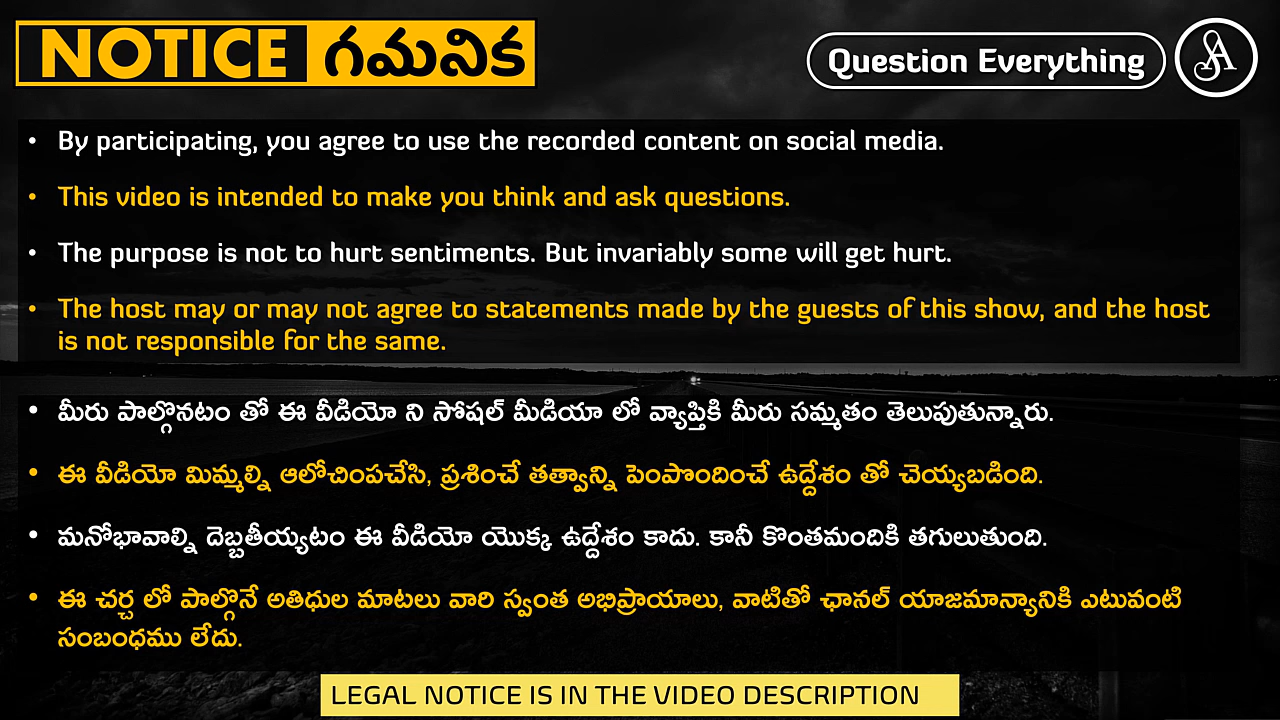 NOTICE గమనిక
Question Everything
• By participating, you agree to use the recorded content on social media.
• This video is intended to make you think and ask questions.
• The purpose is not to hurt sentiments. But invariably some will get hurt.
• The host may or may not agree to statements made by the guests of this show, and the host
is not responsible for the same.
• మీరు పాల్గొనటం తో ఈ వీడియో ని సోషల్ మీడియా లో వ్యాప్తికి మీరు సమ్మతం తెలుపుతున్నారు.
• ఈ వీడియో మిమ్మల్ని ఆలోచింపచేసి, ప్రశించే తత్వాన్ని పెంపొందించే ఉద్దేశం తో చెయ్యబడింది.
• మనోభావాల్ని దెబ్బతీయ్యటం ఈ వీడియో యొక్క ఉద్దేశం కాదు. కానీ కొంతమందికి తగులుతుంది.
• ఈ చర్చ లో పాల్గొనే అతిధుల మాటలు వారి స్వంత అభిప్రాయాలు, వాటితో ఛానల్ యాజమాన్యానికి ఎటువంటి
సంబంధము లేదు.
LEGAL NOTICE IS IN THE VIDEO DESCRIPTION